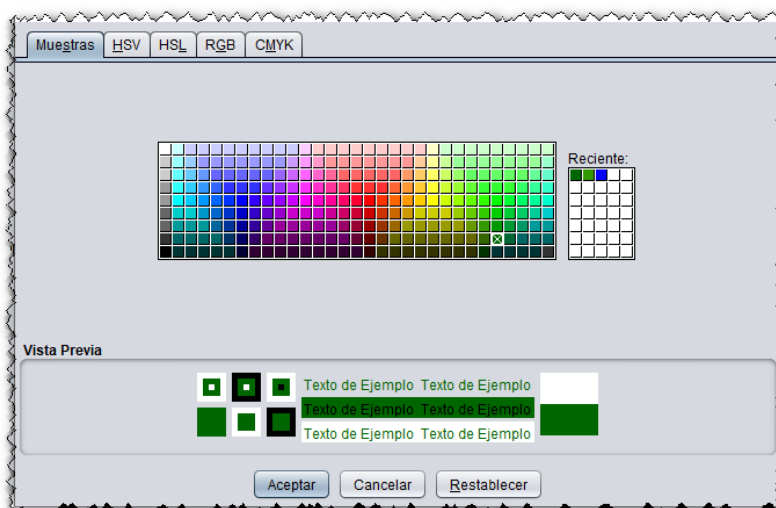 Muestras HSV HSL RGB CMYK
Reciente:
Vista Previa
Texto de Ejemplo Texto de Ejemplo
Texto de Ejemplo Texto de Ejemplo
Texto de Ejemplo Texto de Ejemplo
Aceptar Cancelar Restablecer